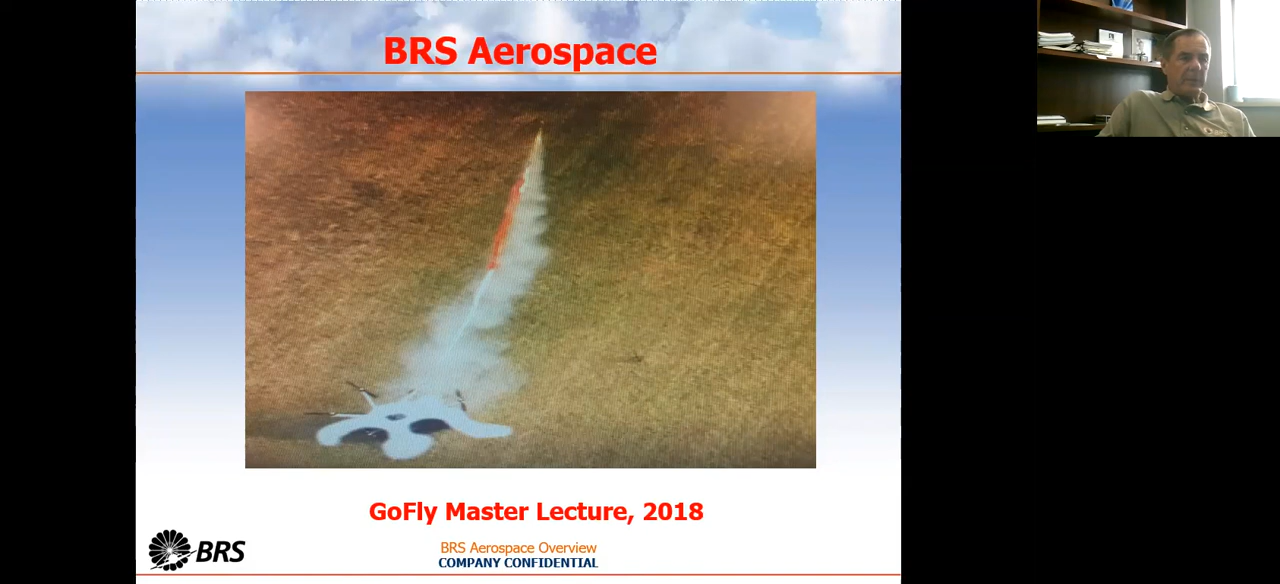 BRS Aerospace
GoFly Master Lecture, 2018
BRS
BRS Aerospace Overview
COMPANY CONFIDENTIAL